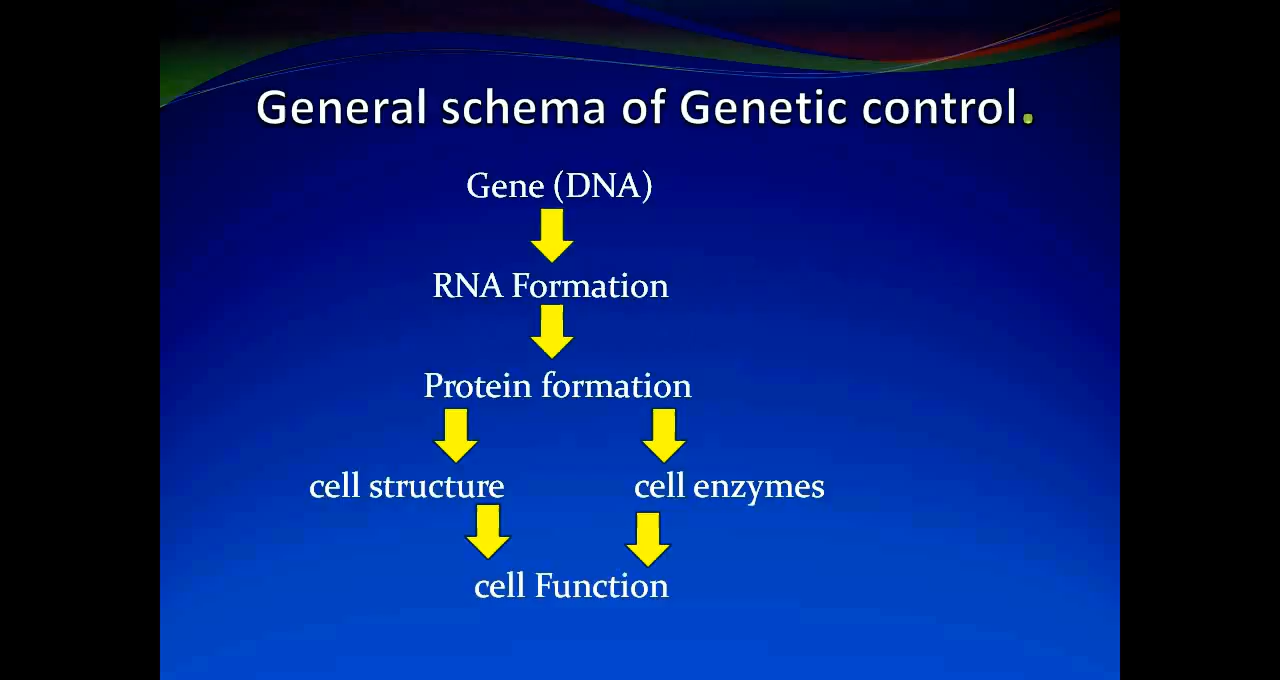 General schema of Genetic control.
Gene (DNA)
RNA Formation
Protein formation
cell structure
cell enzymes
cell Function